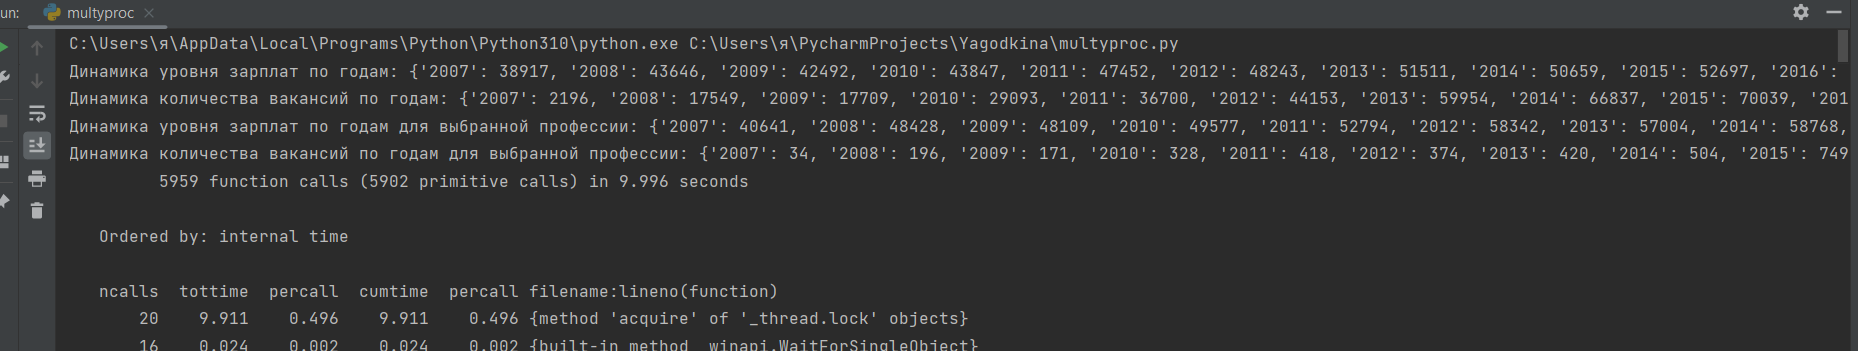 un: multyproc
C:\Users\я\AppData\Local\Programs\Python\Python310\python.exe C:\Users\я\PycharmProjects\Yagodkina\multyproc.py
Динамика уровня зарплат по годам: {'2007': 38917, '2008': 43646, '2009': 42492, '2010': 43847, '2011': 47452, '2012': 48243, '2013': 51511, '2014': 50659, '2015': 52697, '2016':
Динамика количества вакансий по годам: {'2007': 2196, '2008': 17549, '2009': 17709, '2010': 29093, '2011': 36700, '2012': 44153, '2013': 59954, '2014': 66837, '2015': 70039, '201
Динамика уровня зарплат по годам для выбранной профессии: {'2007': 40641, '2008': 48428, '2009': 48109, '2010': 49577, '2011': 52794, '2012': 58342, '2013': 57004, '2014': 58768,
Динамика количества вакансий по годам для выбранной профессии: {'2007': 34, '2008': 196, '2009': 171, '2010': 328, '2011': 418, '2012': 374, '2013': 420, '2014': 504, '2015': 749
5959 function calls (5902 primitive calls) in 9.996 seconds
Ordered by: internal time
ncalls tottime percall cumtime percall filename:lineno(function)
20 9.911 0.496 9.911 0.496 {method 'acquire' of '_thread.lock' objects}
16 0.024 0.002 0.024 0.002 {built-in method _winapi.WaitForSingleObject}